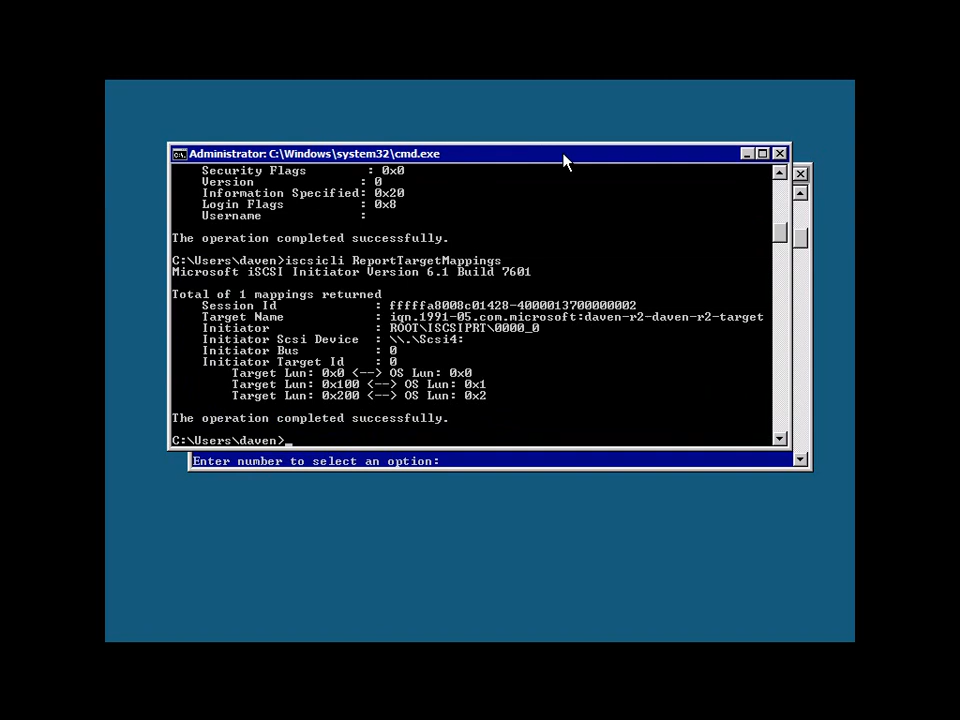 Administrator: C:\Windows\system32\cmd.exe
Security Flags : 0x0
Version : 0
Information Specified: 0x20
Login Flags : 0x8
Username :
The operation completed successfully.
C:\Users\daven>iscsicli ReportTargetMappings
Microsoft iSCSI Initiator Version 6.1 Build 7601
Total of 1 mappings returned
Session Id : fffffa8008c01428-4000013700000002
Target Name : iqn.1991-05.com.microsoft:daven-r2-daven-r2-target
Initiator : ROOT\ISCSIPRT\0000_0
Initiator Scsi Device : \\.\Scsi4:
Initiator Bus : 0
Initiator Target Id : 0
Target Lun: 0x0 <--> OS Lun: 0x0
Target Lun: 0x100 <--> OS Lun: 0x1
Target Lun: 0x200 <--> OS Lun: 0x2
The operation completed successfully.
C:\Users\daven>_
Enter number to select an option: